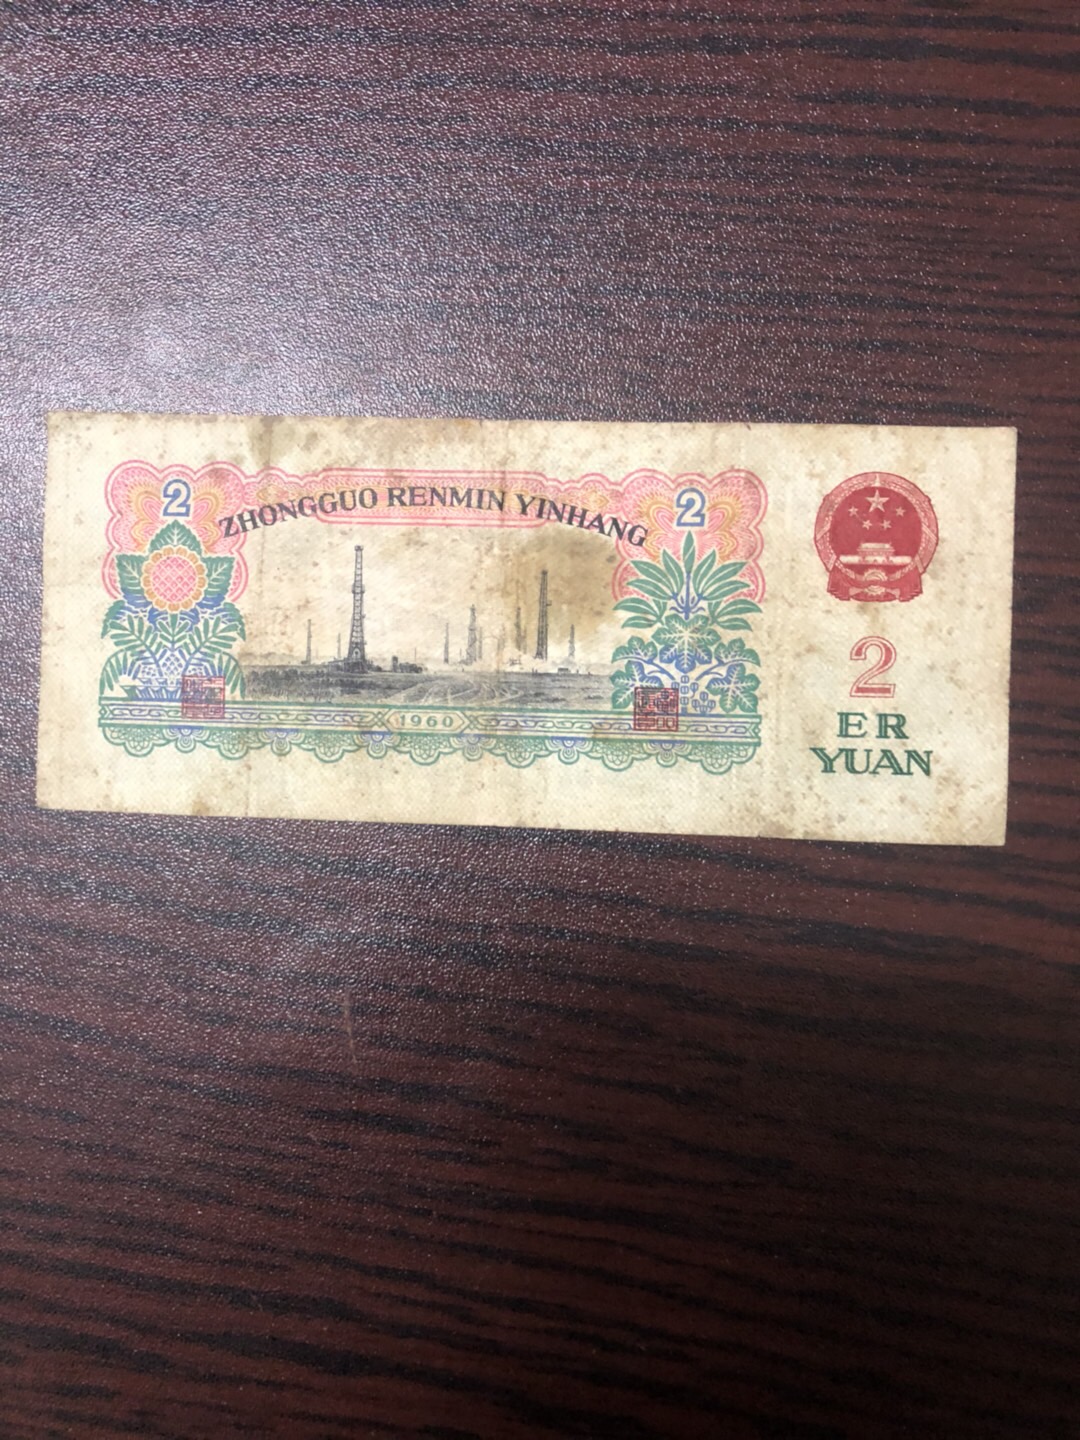 2
2
ZHONGGUO RENMIN YINHANG
1960
2
ER
YUAN